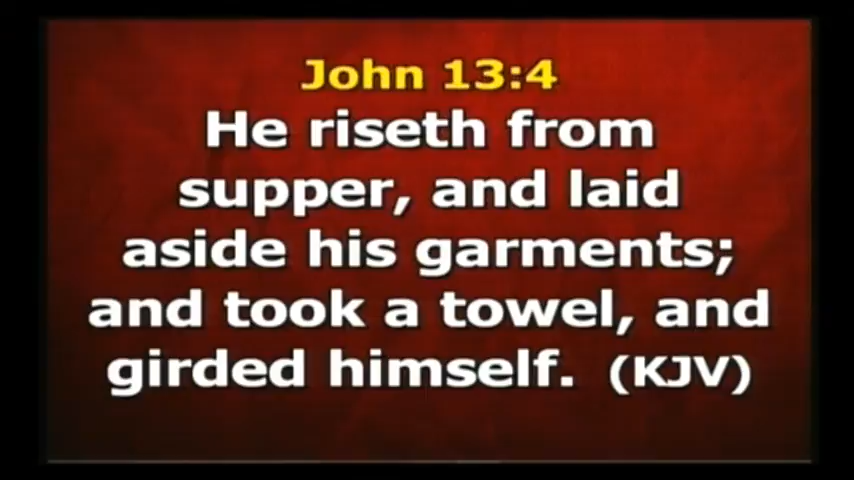 John 13:4
He riseth from
supper, and laid
aside his garments;
and took a towel, and
girded himself. (KJV)